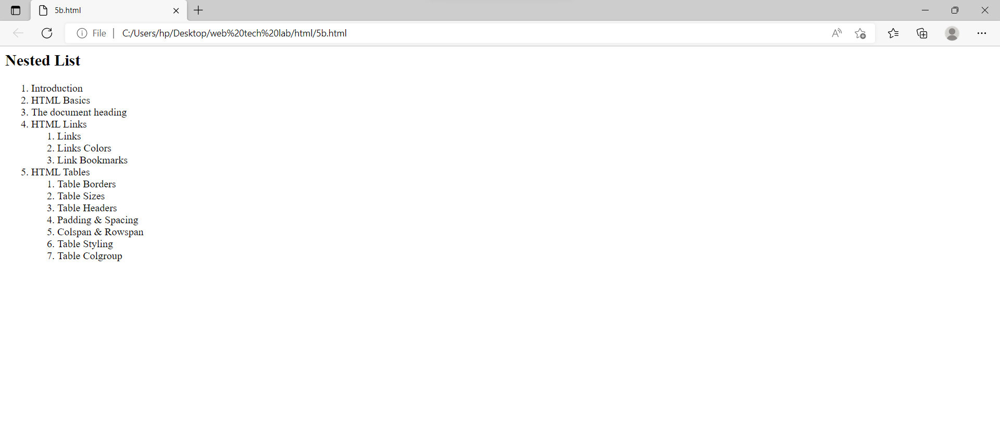 5b.html
File | C:/Users/hp/Desktop/web%20tech%20lab/html/5b.html
Nested List
1. Introduction
2. HTML Basics
3. The document heading
4. HTML Links
1. Links
2. Links Colors
3. Link Bookmarks
5. HTML Tables
1. Table Borders
2. Table Sizes
3. Table Headers
4. Padding & Spacing
5. Colspan & Rowspan
6. Table Styling
7. Table Colgroup